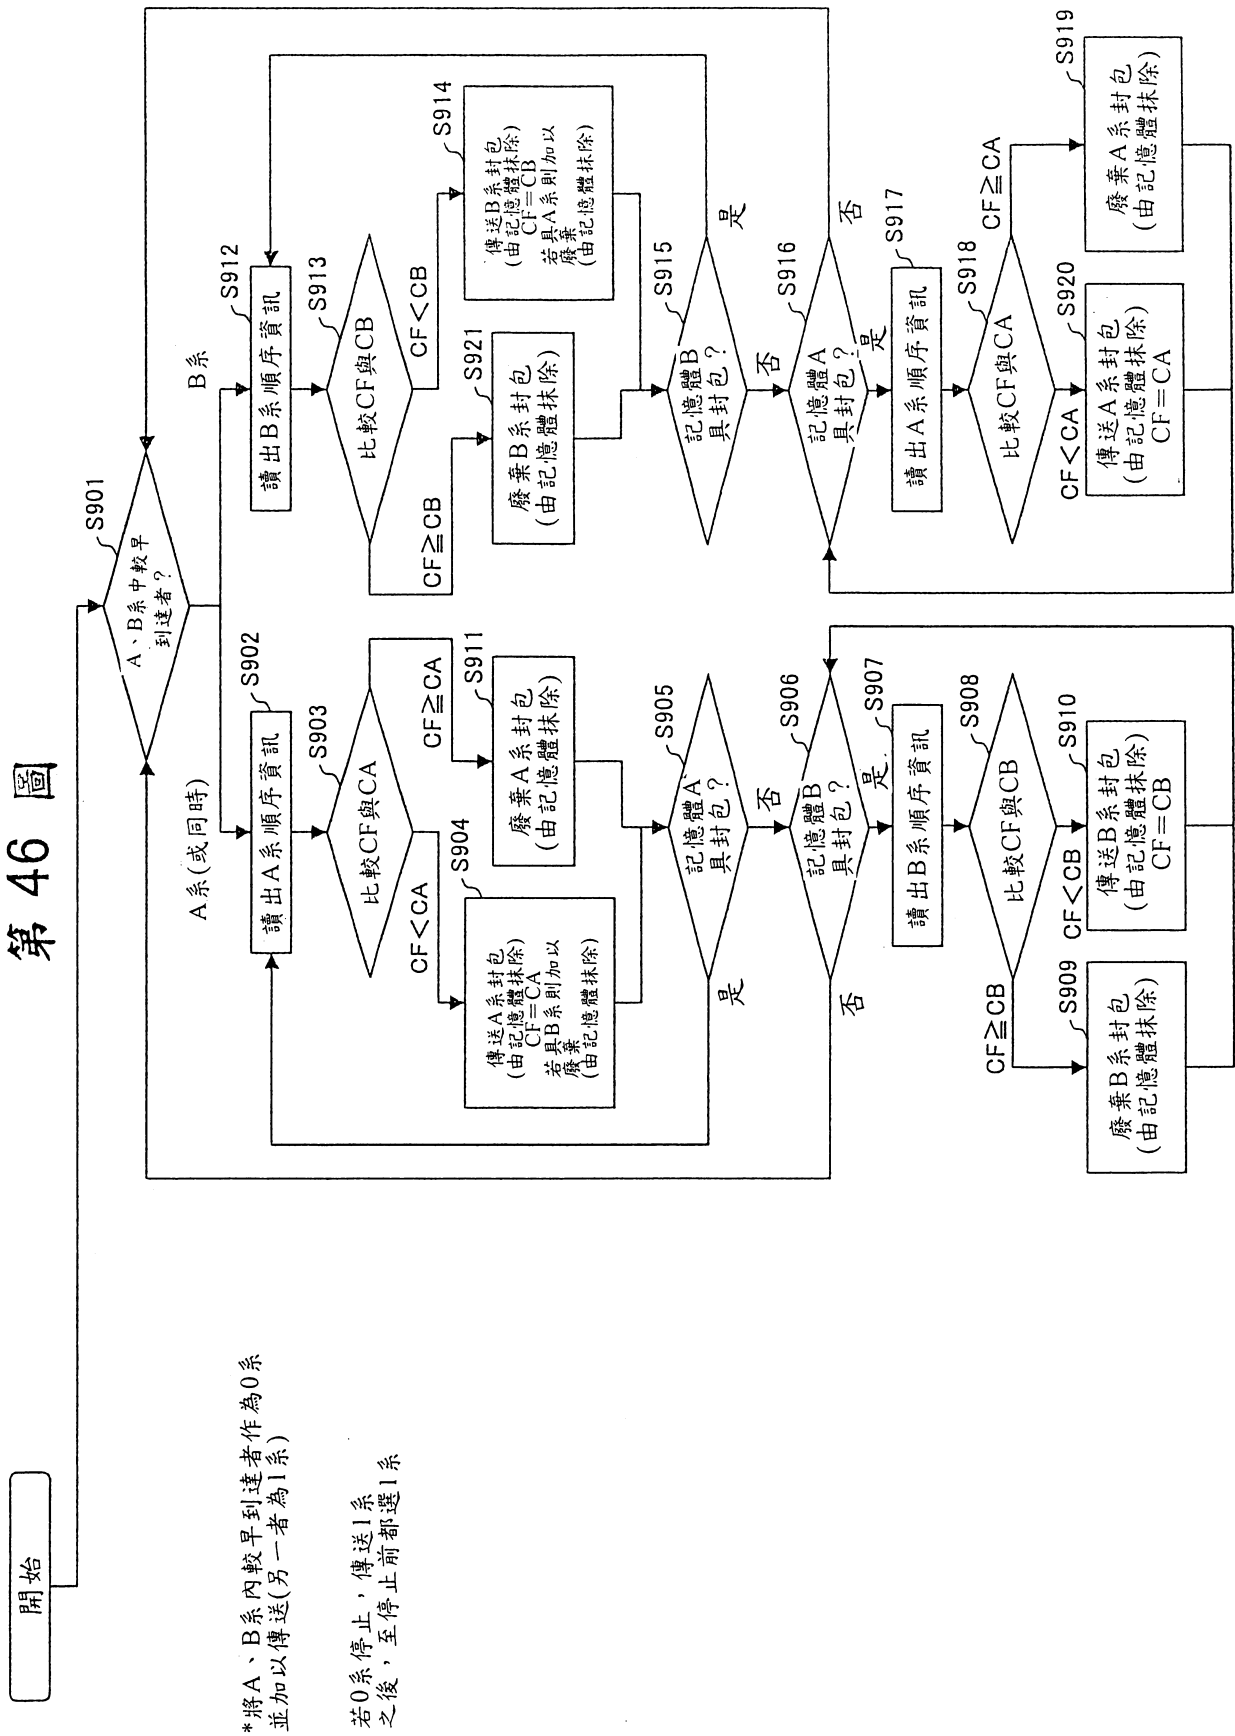 第 46 圖
開始
S901
A、B系中較早
到達者?
A系(或同時)
B系
S902
讀出A系順序資訊
S903
比較CF與CA
CF<CA
CF≧CA
S904
傳送A系封包
(由記憶體抹除)
CF=CA
若具B系則加以
廢棄
(由記憶體抹除)
S911
廢棄A系封包
(由記憶體抹除)
S905
記憶體A
具封包?
是
否
S906
記憶體B
具封包?
否
是
S907
讀出B系順序資訊
S908
比較CF與CB
CF≧CB
CF<CB
S909
廢棄B系封包
(由記憶體抹除)
S910
傳送B系封包
(由記憶體抹除)
CF=CB
S912
讀出B系順序資訊
S913
比較CF與CB
CF≧CB
CF<CB
S921
廢棄B系封包
(由記憶體抹除)
S914
傳送B系封包
(由記憶體抹除)
CF=CB
若具A系則加以
廢棄
(由記憶體抹除)
S915
記憶體B
具封包?
是
否
S916
記憶體A
具封包?
否
是
S917
讀出A系順序資訊
S918
比較CF與CA
CF<CA
CF≧CA
S920
傳送A系封包
(由記憶體抹除)
CF=CA
S919
廢棄A系封包
(由記憶體抹除)
*將A、B系內較早到達者作為0系
並加以傳送(另一者為1系)
若0系停止,傳送1系
之後,至停止前都選1系